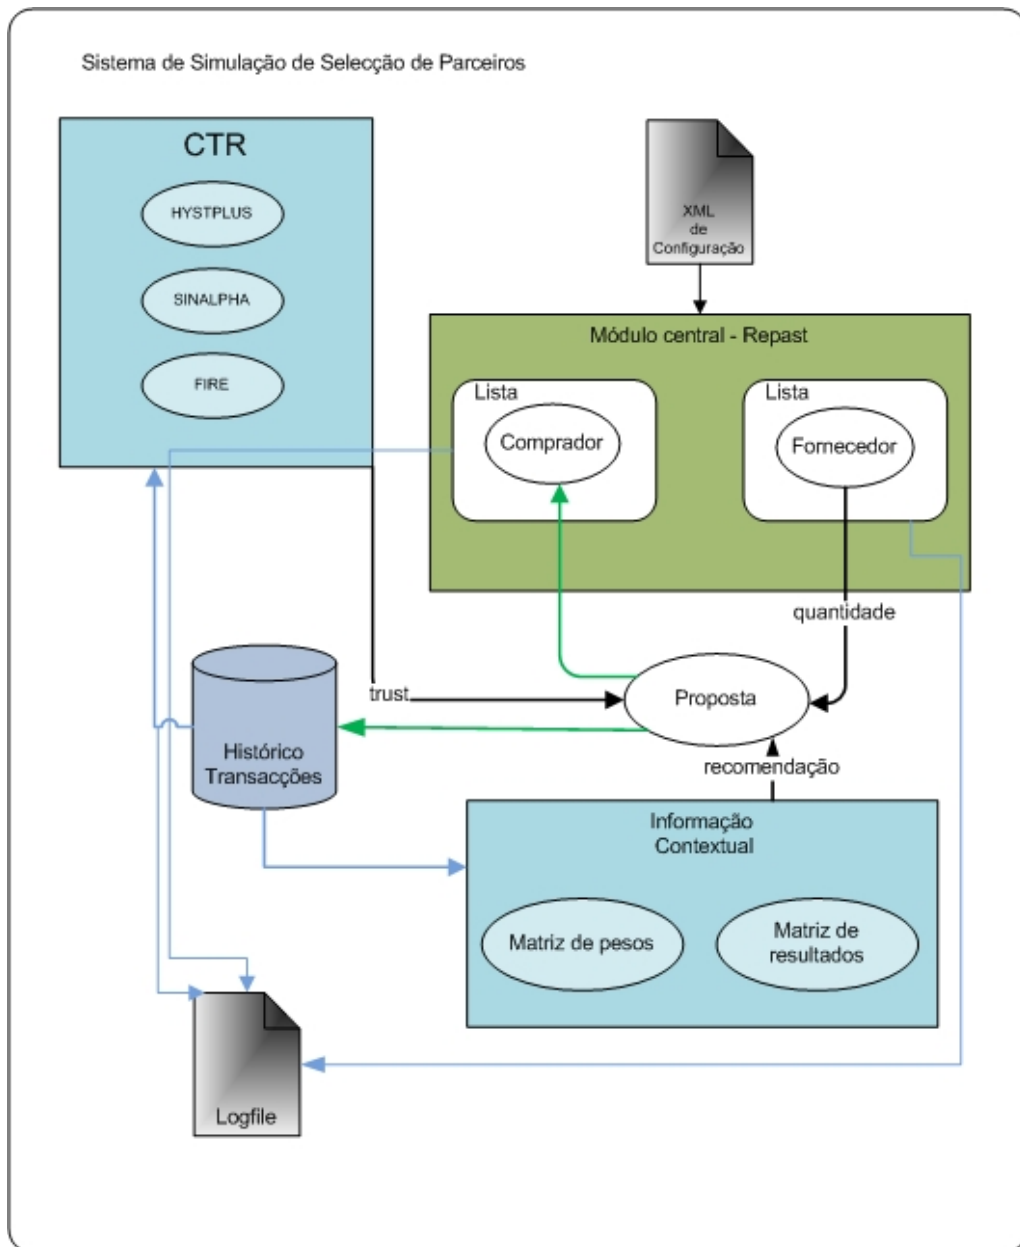 Sistema de Simulação de Selecção de Parceiros
CTR
HYSTPLUS
SINALPHA
FIRE
XML
de
Configuração
Módulo central - Repast
Lista
Comprador
Lista
Fornecedor
quantidade
trust
Proposta
Histórico
Transacções
recomendação
Informação
Contextual
Matriz de pesos
Matriz de
resultados
Logfile